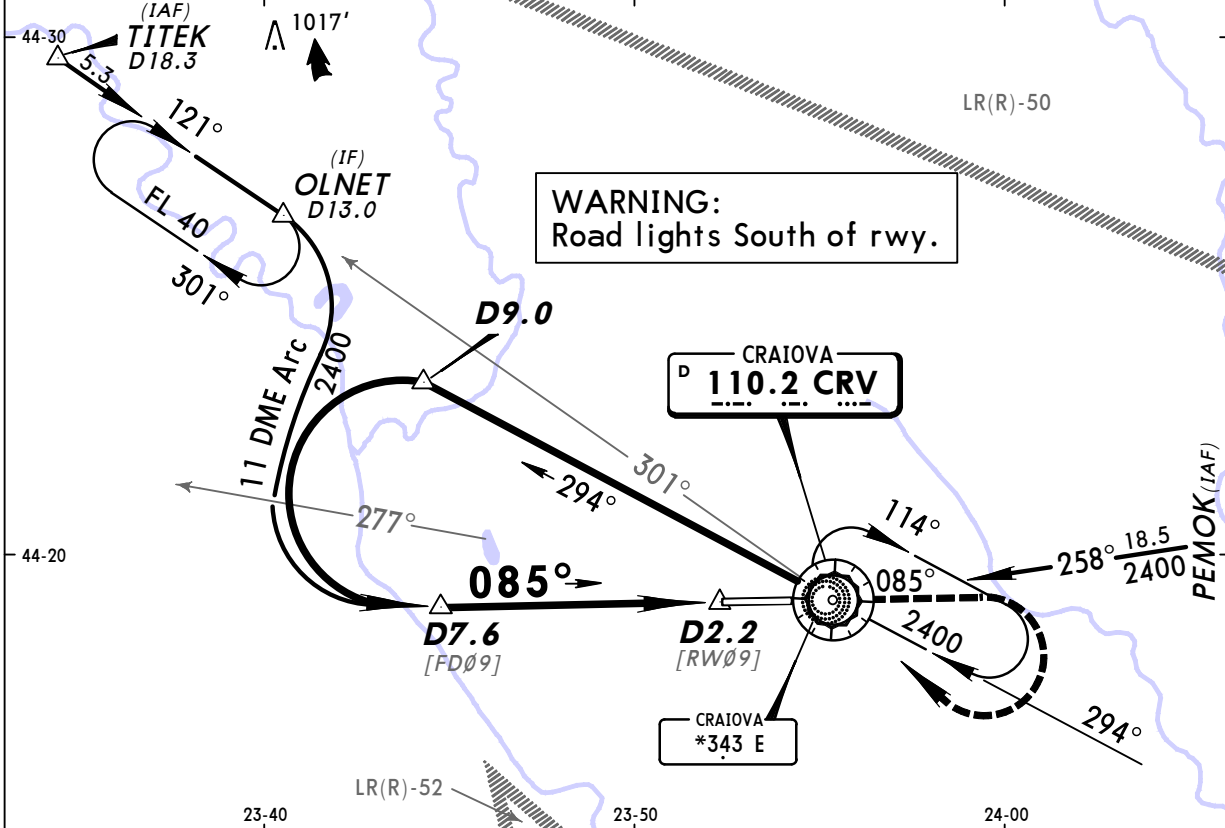 (IAF)
TITEK
D18.3
44-30
1017'
5.3
121°
LR(R)-50
(IF)
OLNET
D13.0
FL 40
301°
WARNING:
Road lights South of rwy.
D9.0
11 DME Arc
2400
CRAIOVA
D 110.2 CRV
301°
294°
277°
114°
PEMOK (IAF)
18.5
258°
2400
44-20
085°
085°
2400
D7.6
[FDØ9]
D2.2
[RWØ9]
294°
CRAIOVA
*343 E
LR(R)-52
23-40
23-50
24-00